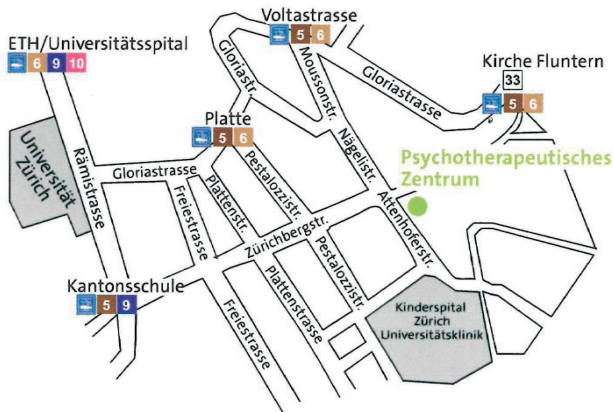 Voltastrasse
5 6
ETH/Universitätsspital
6 9 10
Kirche Fluntern
33
5 6
Gloriastr.
Moussonstr.
Gloriastrasse
Platte
5 6
Universität
Zürich
Rämistrasse
Gloriastrasse
Nägelistr.
Psychotherapeutisches
Zentrum
Pestalozzistr.
Plattenstr.
Freiestrasse
Attenhoferstr.
Zürichbergstr.
Pestalozzistr.
Kantonsschule
5 9
Plattenstrasse
Freiestrasse
Kinderspital
Zürich
Universitätsklinik